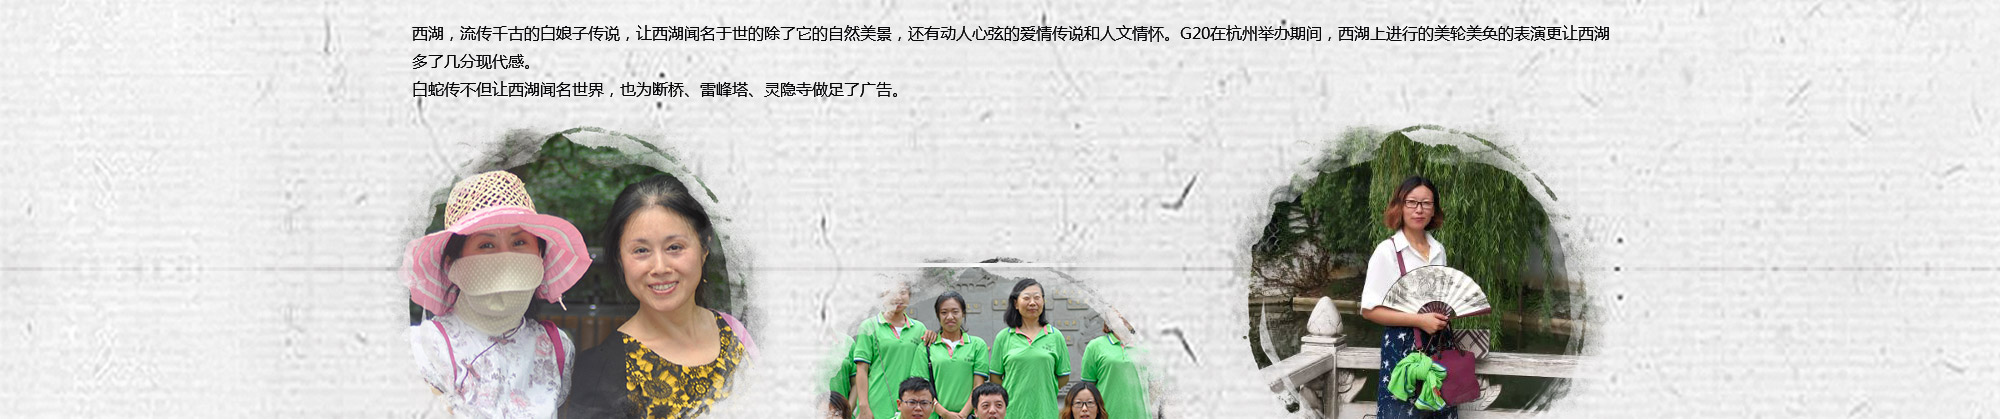 西湖，流传千古的白娘子传说，让西湖闻名于世的除了它的自然美景，还有动人心弦的爱情传说和人文情怀。G20在杭州举办期间，西湖上进行的美轮美奂的表演更让西湖
多了几分现代感。
白蛇传不但让西湖闻名世界，也为断桥、雷峰塔、灵隐寺做足了广告。